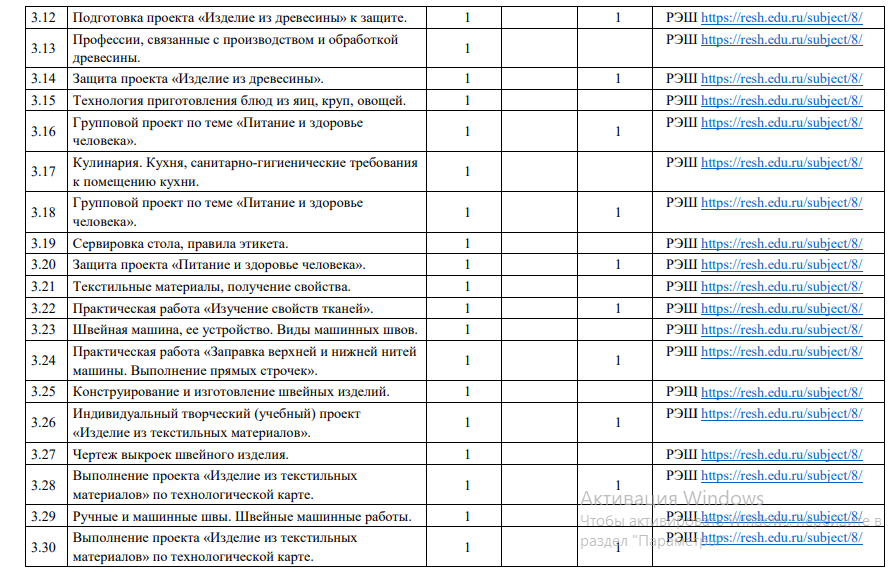 3.12 Подготовка проекта «Изделие из древесины» к защите. 1 1 РЭШ https://resh.edu.ru/subject/8/
3.13 Профессии, связанные с производством и обработкой древесины. 1 РЭШ https://resh.edu.ru/subject/8/
3.14 Защита проекта «Изделие из древесины». 1 1 РЭШ https://resh.edu.ru/subject/8/
3.15 Технология приготовления блюд из яиц, круп, овощей. 1 РЭШ https://resh.edu.ru/subject/8/
3.16 Групповой проект по теме «Питание и здоровье человека». 1 1 РЭШ https://resh.edu.ru/subject/8/
3.17 Кулинария. Кухня, санитарно-гигиенические требования к помещению кухни. 1 РЭШ https://resh.edu.ru/subject/8/
3.18 Групповой проект по теме «Питание и здоровье человека». 1 1 РЭШ https://resh.edu.ru/subject/8/
3.19 Сервировка стола, правила этикета. 1 РЭШ https://resh.edu.ru/subject/8/
3.20 Защита проекта «Питание и здоровье человека». 1 1 РЭШ https://resh.edu.ru/subject/8/
3.21 Текстильные материалы, получение свойства. 1 РЭШ https://resh.edu.ru/subject/8/
3.22 Практическая работа «Изучение свойств тканей». 1 1 РЭШ https://resh.edu.ru/subject/8/
3.23 Швейная машина, ее устройство. Виды машинных швов. 1 РЭШ https://resh.edu.ru/subject/8/
3.24 Практическая работа «Заправка верхней и нижней нитей машины. Выполнение прямых строчек». 1 1 РЭШ https://resh.edu.ru/subject/8/
3.25 Конструирование и изготовление швейных изделий. 1 РЭШ https://resh.edu.ru/subject/8/
3.26 Индивидуальный творческий (учебный) проект «Изделие из текстильных материалов». 1 1 РЭШ https://resh.edu.ru/subject/8/
3.27 Чертеж выкроек швейного изделия. 1 РЭШ https://resh.edu.ru/subject/8/
3.28 Выполнение проекта «Изделие из текстильных материалов» по технологической карте. 1 1 РЭШ https://resh.edu.ru/subject/8/
Активация Windows
3.29 Ручные и машинные швы. Швейные машинные работы. 1 РЭШ https://resh.edu.ru/subject/8/
Чтобы активировать Windows, в
3.30 Выполнение проекта «Изделие из текстильных материалов» по технологической карте. 1 1 РЭШ https://resh.edu.ru/subject/8/
раздел "Параметры".